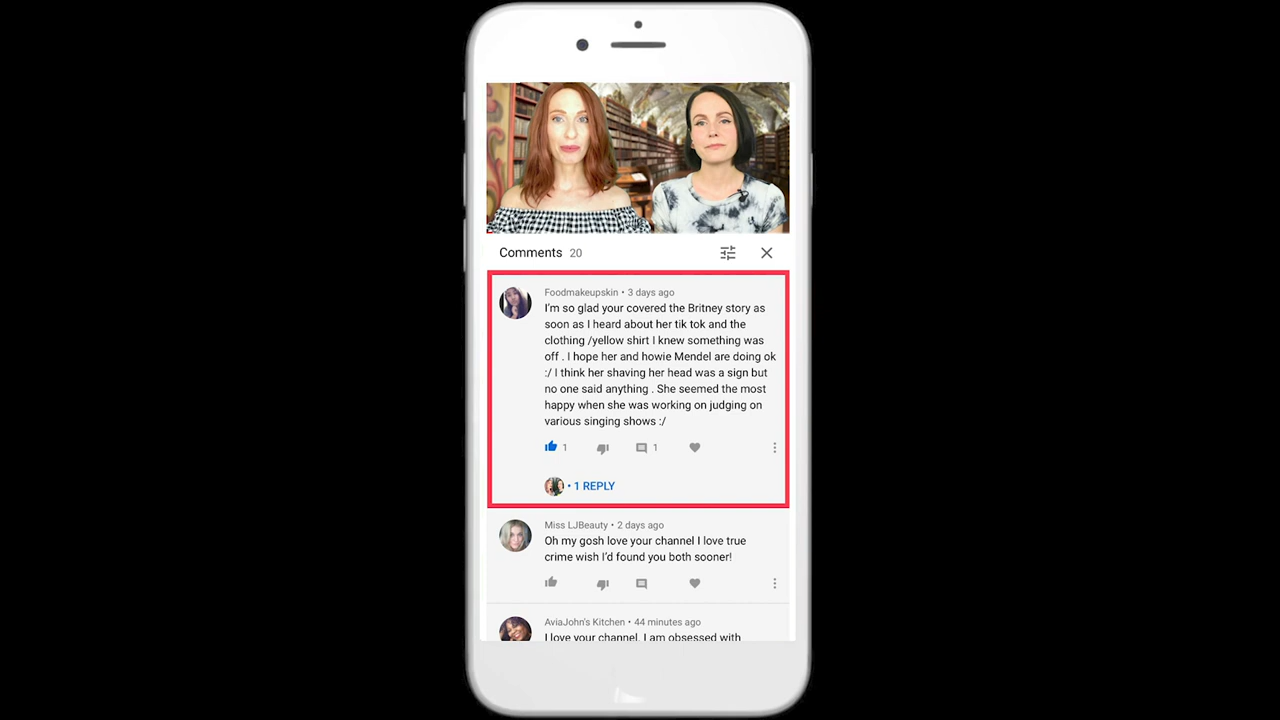 Comments 20
Foodmakeupskin • 3 days ago
I'm so glad your covered the Britney story as
soon as I heard about her tik tok and the
clothing /yellow shirt I knew something was
off . I hope her and howie Mendel are doing ok
:/ I think her shaving her head was a sign but
no one said anything . She seemed the most
happy when she was working on judging on
various singing shows :/
1 1
• 1 REPLY
Miss LJBeauty • 2 days ago
Oh my gosh love your channel I love true
crime wish I'd found you both sooner!
AviaJohn's Kitchen • 44 minutes ago
I love your channel. I am obsessed with